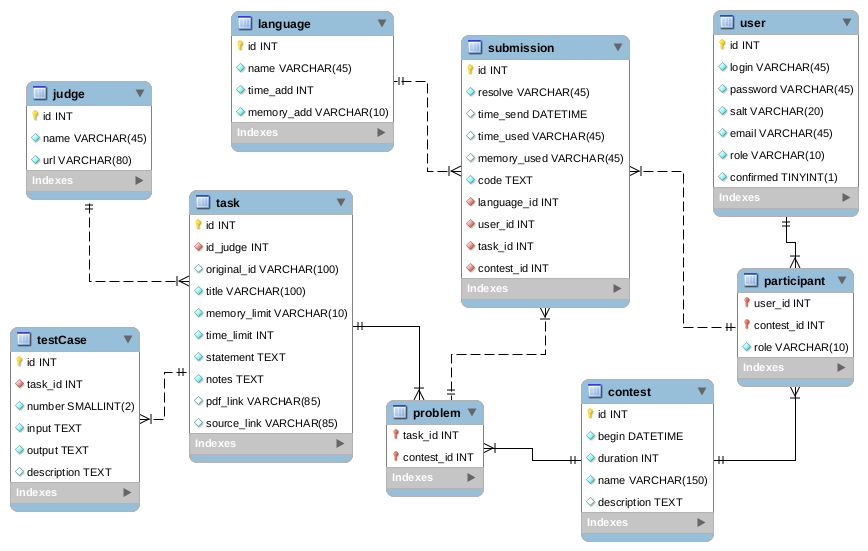 language
id INT
name VARCHAR(45)
time_add INT
memory_add VARCHAR(10)
Indexes
submission
id INT
resolve VARCHAR(45)
time_send DATETIME
time_used VARCHAR(45)
memory_used VARCHAR(45)
code TEXT
language_id INT
user_id INT
task_id INT
contest_id INT
Indexes
user
id INT
login VARCHAR(45)
password VARCHAR(45)
salt VARCHAR(20)
email VARCHAR(45)
role VARCHAR(10)
confirmed TINYINT(1)
Indexes
judge
id INT
name VARCHAR(45)
url VARCHAR(80)
Indexes
task
id INT
id_judge INT
original_id VARCHAR(100)
title VARCHAR(100)
memory_limit VARCHAR(10)
time_limit INT
statement TEXT
notes TEXT
pdf_link VARCHAR(85)
source_link VARCHAR(85)
Indexes
participant
user_id INT
contest_id INT
role VARCHAR(10)
Indexes
testCase
id INT
task_id INT
number SMALLINT(2)
input TEXT
output TEXT
description TEXT
Indexes
problem
task_id INT
contest_id INT
Indexes
contest
id INT
begin DATETIME
duration INT
name VARCHAR(150)
description TEXT
Indexes